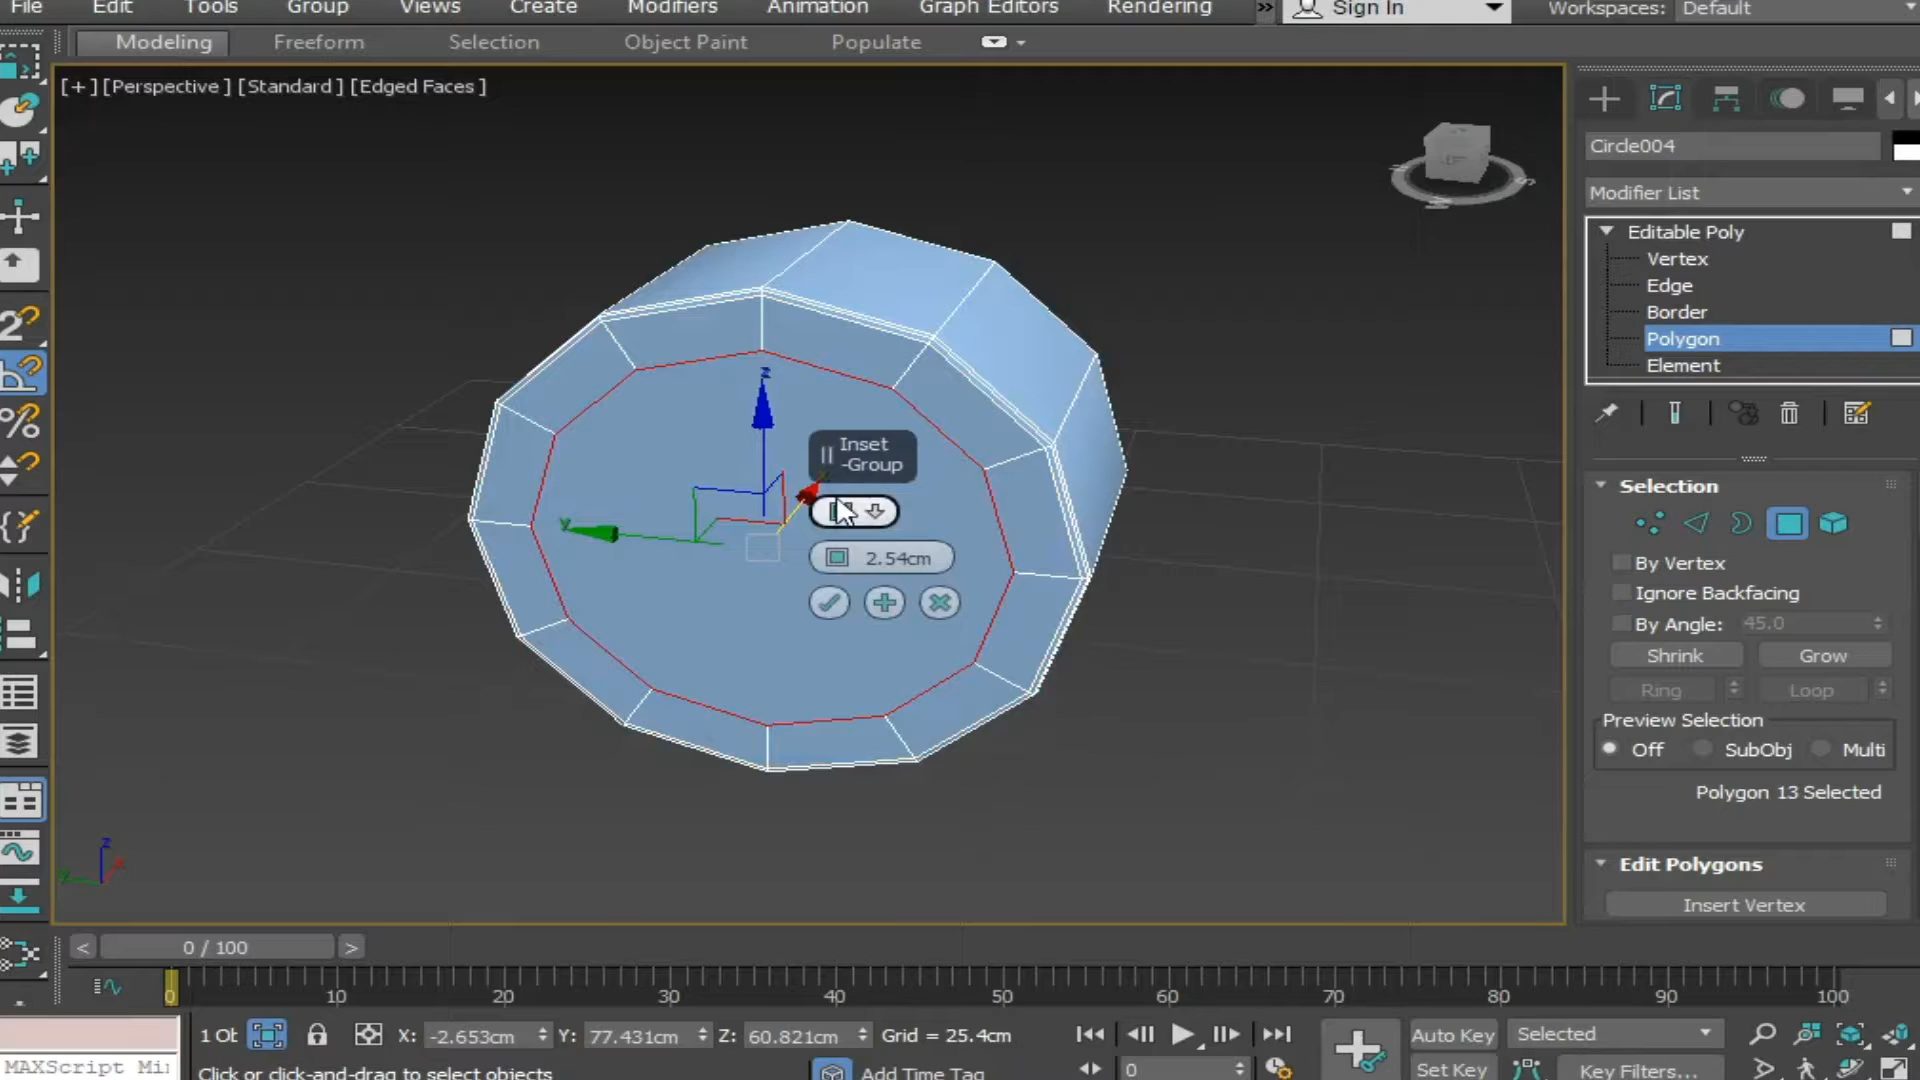 File Edit Tools Group Views Create Modifiers Animation Graph Editors Rendering >> Sign In Workspaces: Default
Modeling Freeform Selection Object Paint Populate
[+] [Perspective] [Standard] [Edged Faces]
Circle004
Modifier List
Editable Poly
Vertex
Edge
Border
Polygon
Element
Inset
-Group
2.54cm
z
y
Selection
By Vertex
Ignore Backfacing
By Angle: 45.0
Shrink Grow
Ring Loop
Preview Selection
Off SubObj Multi
Polygon 13 Selected
Edit Polygons
Insert Vertex
< 0 / 100 >
0 10 20 30 40 50 60 70 80 90 100
X: -2.653cm Y: 77.431cm Z: 60.821cm Grid = 25.4cm Auto Key Selected
MAXScript Mi
Click or click-and-drag to select objects Add Time Tag 0 Set Key Key Filters...